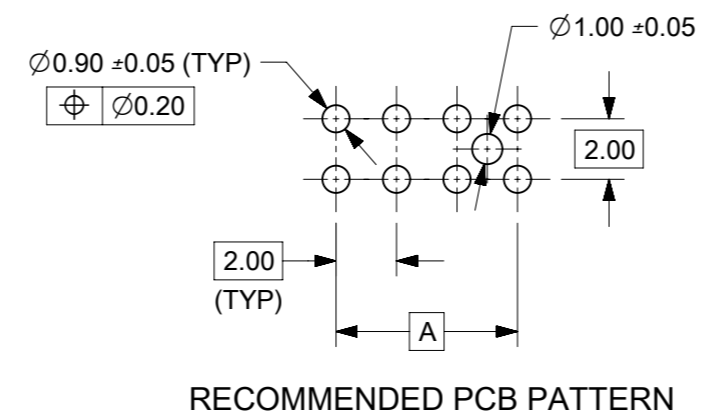 ∅1.00 ±0.05
∅0.90 ±0.05 (TYP)
⌖ ∅0.20
2.00
2.00
(TYP)
A
RECOMMENDED PCB PATTERN